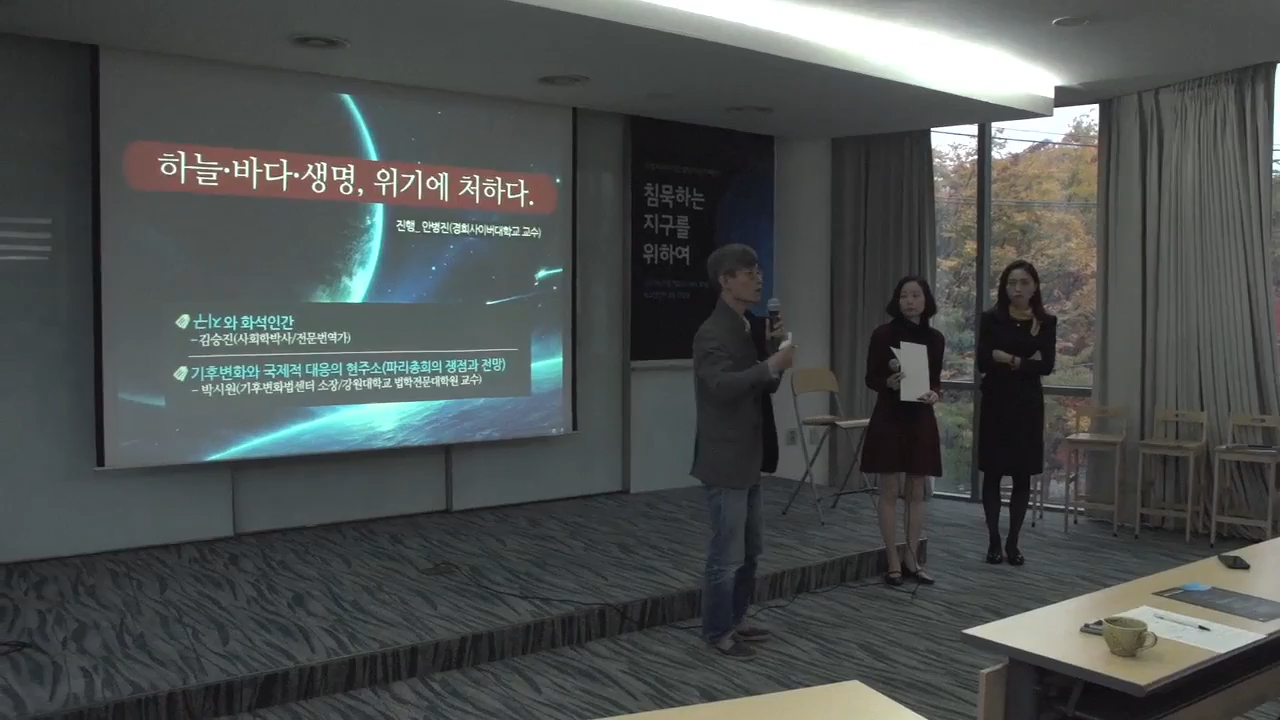 하늘·바다·생명, 위기에 처하다.
진행_ 안병진(경희사이버대학교 교수)
와 화석인간
- 김승진(사회학박사/전문번역가)
기후변화와 국제적 대응의 현주소(파리총회의 쟁점과 전망)
- 박시원(기후변화법센터 소장/강원대학교 법학전문대학원 교수)
침묵하는
지구를
위하여